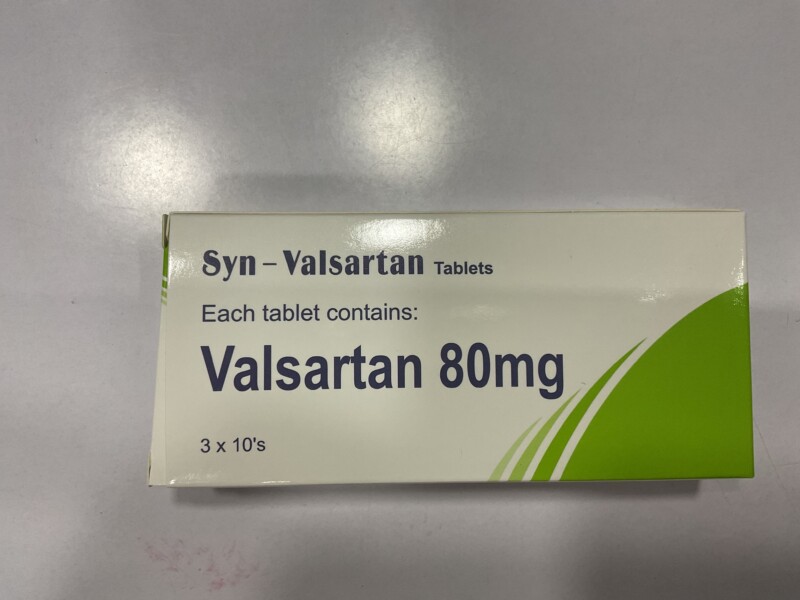 Syn – Valsartan Tablets
Each tablet contains:
Valsartan 80mg
3 x 10's